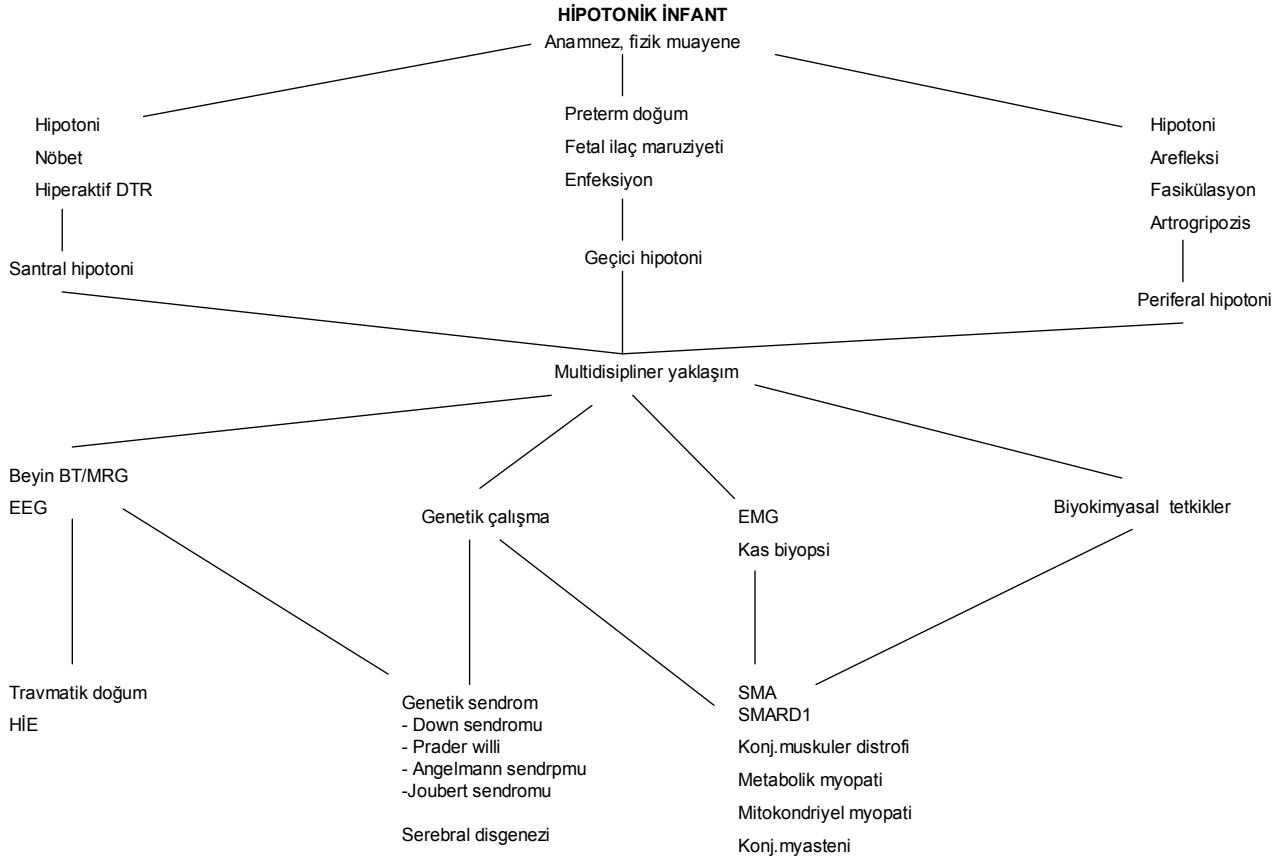 HİPOTONİK İNFANT
Anamnez, fizik muayene
Hipotoni
Nöbet
Hiperaktif DTR
Santral hipotoni
Preterm doğum
Fetal ilaç maruziyeti
Enfeksiyon
Geçici hipotoni
Hipotoni
Arefleksi
Fasikülasyon
Artrogripozis
Periferal hipotoni
Multidisipliner yaklaşım
Beyin BT/MRG
EEG
Genetik çalışma
EMG
Kas biyopsi
Biyokimyasal tetkikler
Travmatik doğum
HİE
Genetik sendrom
- Down sendromu
- Prader willi
- Angelmann sendrpmu
-Joubert sendromu
Serebral disgenezi
SMA
SMARD1
Konj.muskuler distrofi
Metabolik myopati
Mitokondriyel myopati
Konj.myasteni